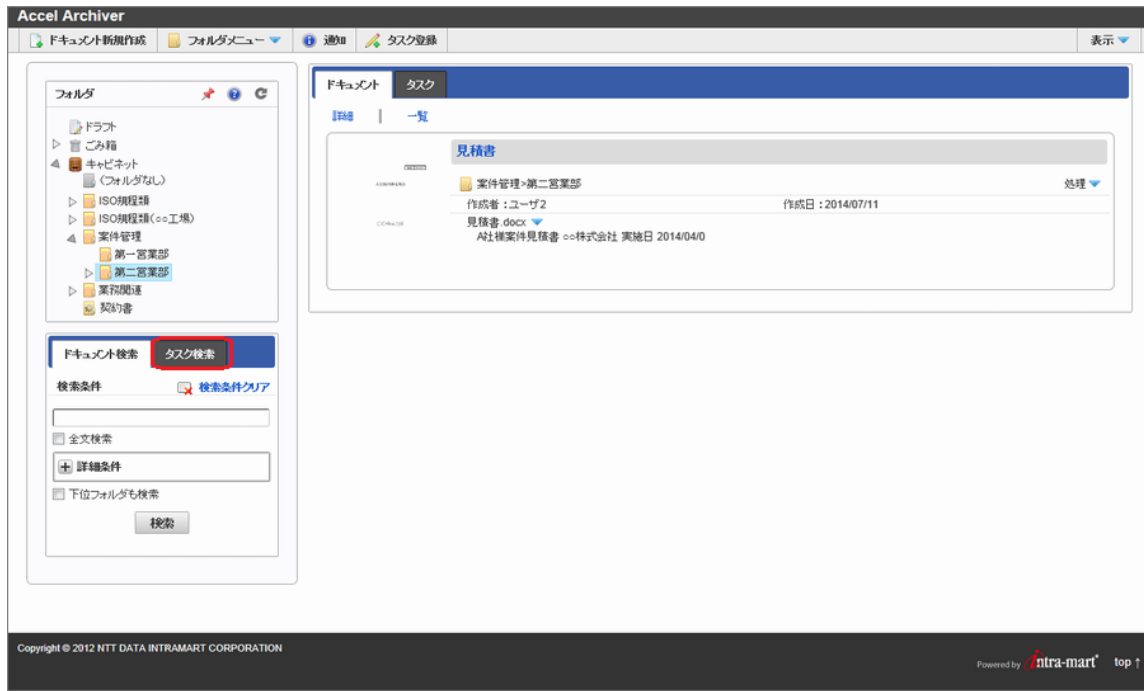 Accel Archiver
ドキュメント新規作成 フォルダメニュー 通知 タスク登録 表示
フォルダ
ドラフト
ごみ箱
キャビネット
(フォルダなし)
ISO規程類
ISO規程類(○○工場)
案件管理
第一営業部
第二営業部
業務関連
契約書
ドキュメント検索 タスク検索
検索条件 検索条件クリア
全文検索
詳細条件
下位フォルダも検索
検索
ドキュメント タスク
詳細 | 一覧
見積書
案件管理>第二営業部 処理
作成者:ユーザ2 作成日:2014/07/11
見積書.docx
A社様案件見積書 ○○株式会社 実施日 2014/04/0
Copyright © 2012 NTT DATA INTRAMART CORPORATION
Powered by intra-mart top ↑